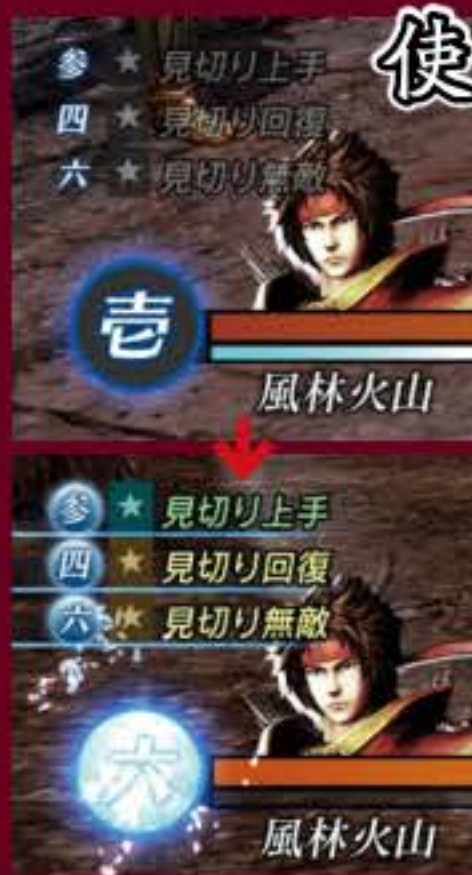 使
参 ★ 見切り上手
四 ★ 見切り回復
六 ★ 見切り無敵
壱
風林火山
参 ★ 見切り上手
四 ★ 見切り回復
六 ★ 見切り無敵
六
風林火山